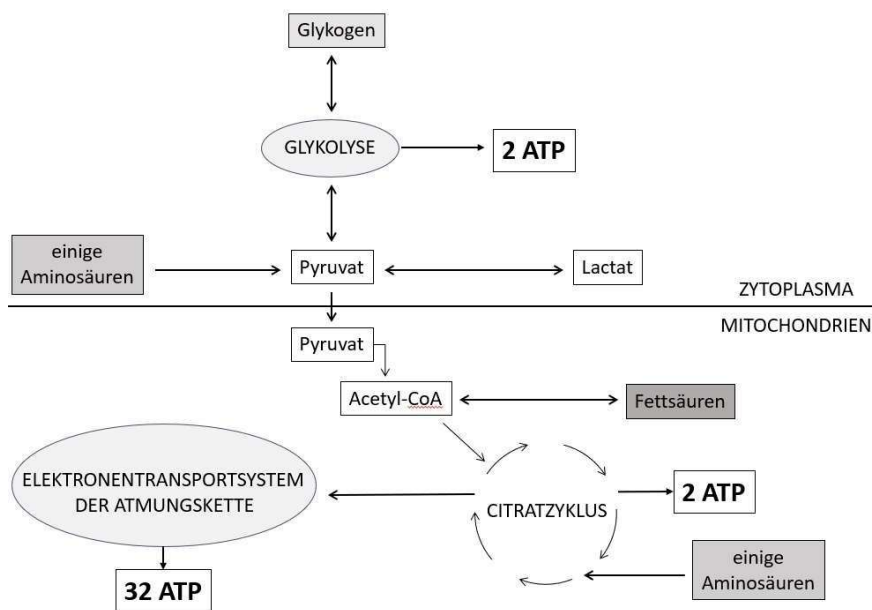 Glykogen
GLYKOLYSE
2 ATP
einige
Aminosäuren
Pyruvat
Lactat
ZYTOPLASMA
MITOCHONDRIEN
Pyruvat
Acetyl-CoA
Fettsäuren
ELEKTRONENTRANSPORTSYSTEM
DER ATMUNGSKETTE
CITRATZYKLUS
2 ATP
einige
Aminosäuren
32 ATP